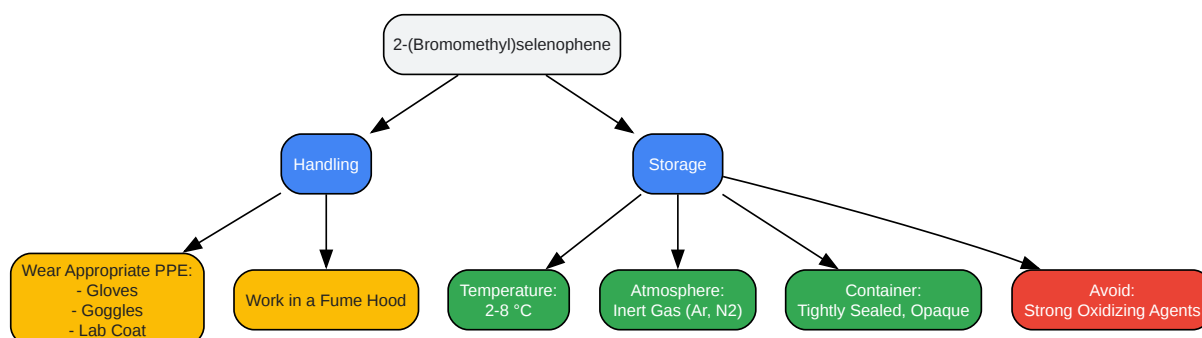 2-(Bromomethyl)selenophene
Handling
Storage
Wear Appropriate PPE:
- Gloves
- Goggles
- Lab Coat
Work in a Fume Hood
Temperature:
2-8 °C
Atmosphere:
Inert Gas (Ar, N2)
Container:
Tightly Sealed, Opaque
Avoid:
Strong Oxidizing Agents